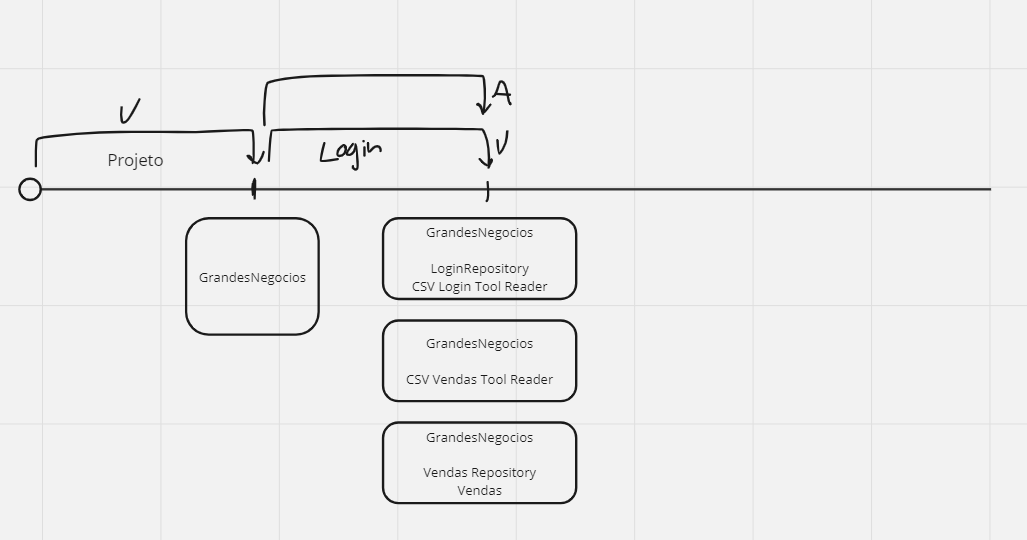 A
V
Login
V
Projeto
GrandesNegocios
GrandesNegocios
LoginRepository
CSV Login Tool Reader
GrandesNegocios
CSV Vendas Tool Reader
GrandesNegocios
Vendas Repository
Vendas